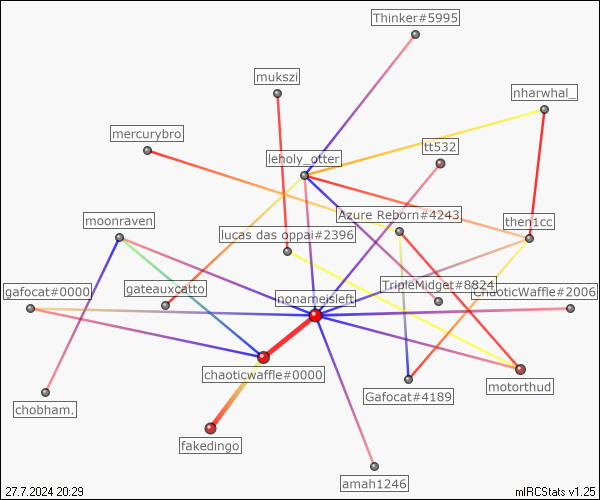 Thinker#5995
mukszi
nharwhal_
mercurybro
leholy_otter
tt532
Azure Reborn#4243
moonraven
then1cc
lucas das oppai#2396
gafocat#0000
gateauxcatto
TripleMidget#8824
ChaoticWaffle#2006
nonameisleft
chaoticwaffle#0000
motorthud
Gafocat#4189
chobham.
fakedingo
amah1246
27.7.2024 20:29
mIRCStats v1.25